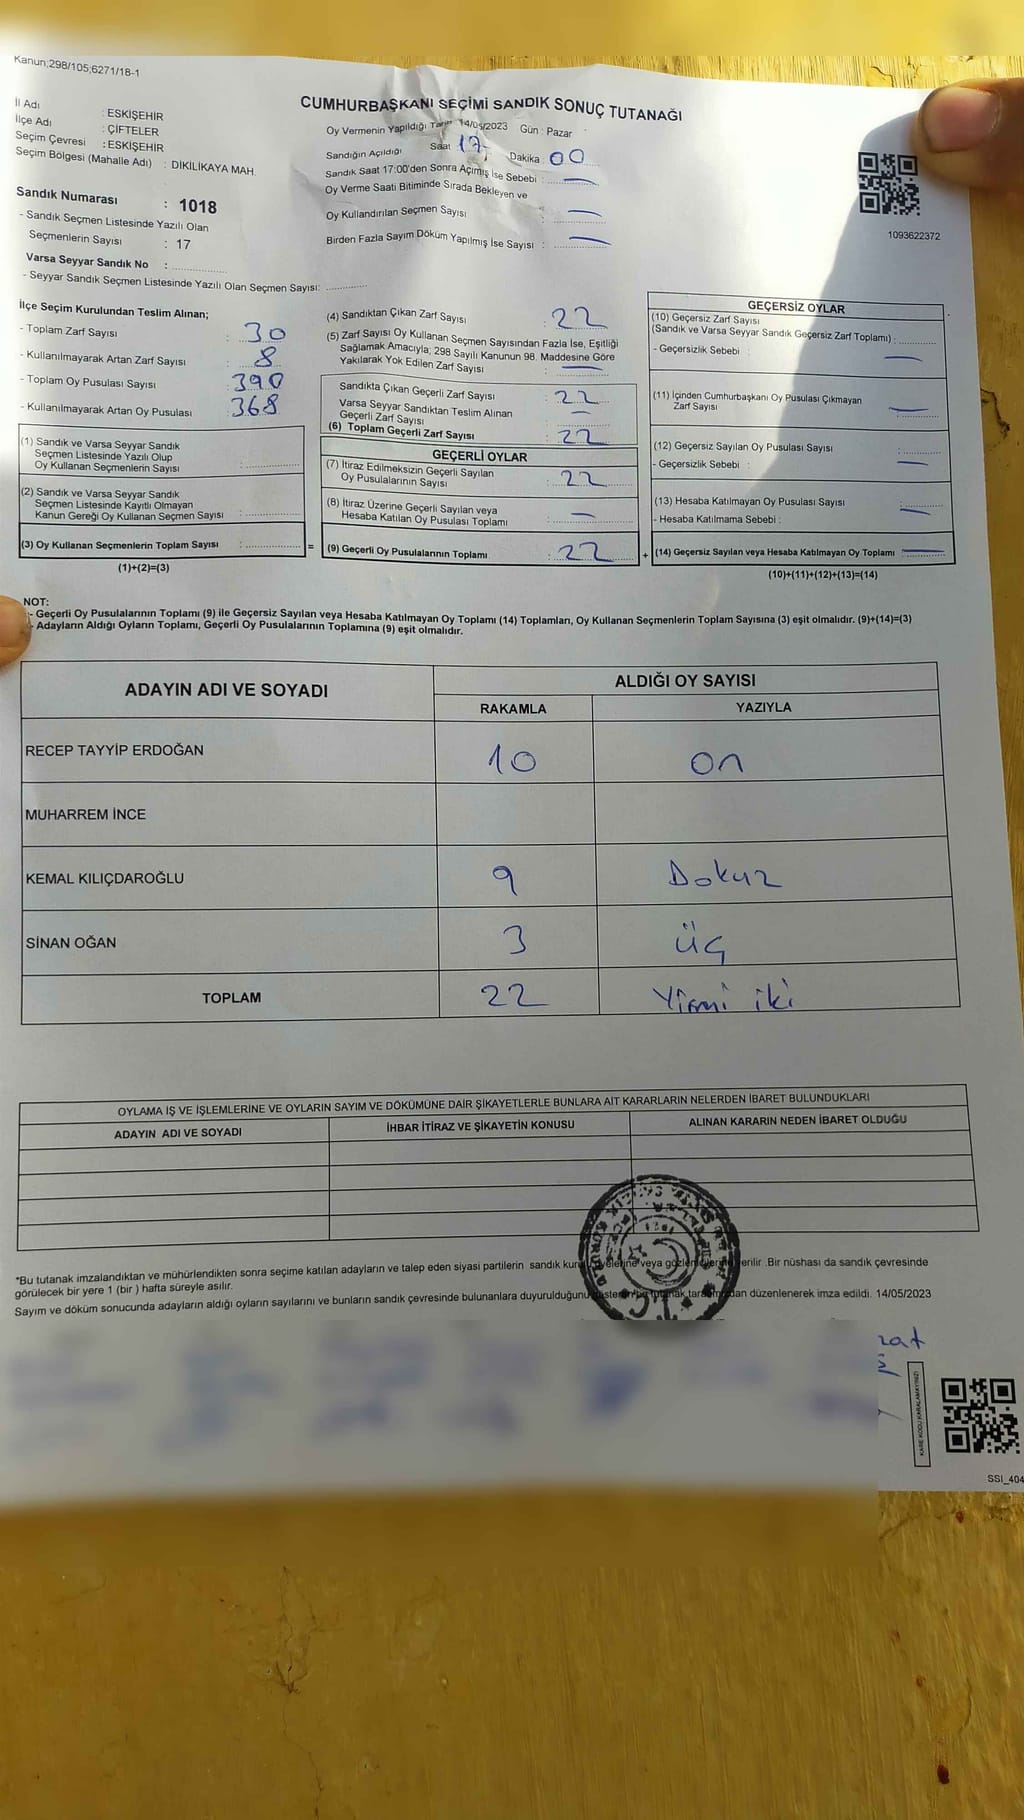 Kanun;298/105;6271/18-1
CUMHURBAŞKANI SEÇİMİ SANDIK SONUÇ TUTANAĞI
İl Adı : ESKİŞEHİR
İlçe Adı : ÇİFTELER
Seçim Çevresi : ESKİŞEHİR
Seçim Bölgesi (Mahalle Adı) : DİKİLİKAYA MAH.
Sandık Numarası : 1018
- Sandık Seçmen Listesinde Yazılı Olan
Seçmenlerin Sayısı : 17
Varsa Seyyar Sandık No :
- Seyyar Sandık Seçmen Listesinde Yazılı Olan Seçmen Sayısı:
Oy Vermenin Yapıldığı Tarih 14/05/2023 Gün : Pazar
Sandığın Açıldığı Saat 17 Dakika : 00
Sandık Saat 17:00'den Sonra Açımış İse Sebebi : —
Oy Verme Saati Bitiminde Sırada Bekleyen ve
Oy Kullandırılan Seçmen Sayısı : —
Birden Fazla Sayım Döküm Yapılmış İse Sayısı : —
1093622372
İlçe Seçim Kurulundan Teslim Alınan;
- Toplam Zarf Sayısı : 30
- Kullanılmayarak Artan Zarf Sayısı : 8
- Toplam Oy Pusulası Sayısı : 390
- Kullanılmayarak Artan Oy Pusulası : 368
(1) Sandık ve Varsa Seyyar Sandık
Seçmen Listesinde Yazılı Olup
Oy Kullanan Seçmenlerin Sayısı :
(2) Sandık ve Varsa Seyyar Sandık
Seçmen Listesinde Kayıtlı Olmayan
Kanun Gereği Oy Kullanan Seçmen Sayısı :
(3) Oy Kullanan Seçmenlerin Toplam Sayısı : =
(1)+(2)=(3)
(4) Sandıktan Çıkan Zarf Sayısı : 22
(5) Zarf Sayısı Oy Kullanan Seçmen Sayısından Fazla İse, Eşitliği
Sağlamak Amacıyla; 298 Sayılı Kanunun 98. Maddesine Göre
Yakılarak Yok Edilen Zarf Sayısı : —
Sandıkta Çıkan Geçerli Zarf Sayısı : 22
Varsa Seyyar Sandıktan Teslim Alınan
Geçerli Zarf Sayısı : —
(6) Toplam Geçerli Zarf Sayısı : 22
GEÇERLİ OYLAR
(7) İtiraz Edilmeksizin Geçerli Sayılan
Oy Pusulalarının Sayısı : 22
(8) İtiraz Üzerine Geçerli Sayılan veya
Hesaba Katılan Oy Pusulası Toplamı : —
(9) Geçerli Oy Pusulalarının Toplamı : 22 +
GEÇERSİZ OYLAR
(10) Geçersiz Zarf Sayısı
(Sandık ve Varsa Seyyar Sandık Geçersiz Zarf Toplamı) :
- Geçersizlik Sebebi : —
(11) İçinden Cumhurbaşkanı Oy Pusulası Çıkmayan
Zarf Sayısı : —
(12) Geçersiz Sayılan Oy Pusulası Sayısı :
- Geçersizlik Sebebi : —
(13) Hesaba Katılmayan Oy Pusulası Sayısı : —
- Hesaba Katılmama Sebebi :
(14) Geçersiz Sayılan veya Hesaba Katılmayan Oy Toplamı —
(10)+(11)+(12)+(13)=(14)
NOT:
- Geçerli Oy Pusulalarının Toplamı (9) ile Geçersiz Sayılan veya Hesaba Katılmayan Oy Toplamı (14) Toplamları, Oy Kullanan Seçmenlerin Toplam Sayısına (3) eşit olmalıdır. (9)+(14)=(3)
- Adayların Aldığı Oyların Toplamı, Geçerli Oy Pusulalarının Toplamına (9) eşit olmalıdır.
ADAYIN ADI VE SOYADI ALDIĞI OY SAYISI
RAKAMLA YAZIYLA
RECEP TAYYİP ERDOĞAN 10 on
MUHARREM İNCE
KEMAL KILIÇDAROĞLU 9 Dokuz
SİNAN OĞAN 3 üç
TOPLAM 22 Yirmi iki
OYLAMA İŞ VE İŞLEMLERİNE VE OYLARIN SAYIM VE DÖKÜMÜNE DAİR ŞİKAYETLERLE BUNLARA AİT KARARLARIN NELERDEN İBARET BULUNDUKLARI
ADAYIN ADI VE SOYADI İHBAR İTİRAZ VE ŞİKAYETİN KONUSU ALINAN KARARIN NEDEN İBARET OLDUĞU
T.C.
*Bu tutanak imzalandıktan ve mühürlendikten sonra seçime katılan adayların ve talep eden siyasi partilerin sandık kurulu üyelerine veya gözlemcilerine verilir .Bir nüshası da sandık çevresinde
görülecek bir yere 1 (bir ) hafta süreyle asılır.
Sayım ve döküm sonucunda adayların aldığı oyların sayılarını ve bunların sandık çevresinde bulunanlara duyurulduğunu gösteren bu tutanak tarafımızdan düzenlenerek imza edildi. 14/05/2023
KARE KODU KARALAMAYINIZ!
SSI_404